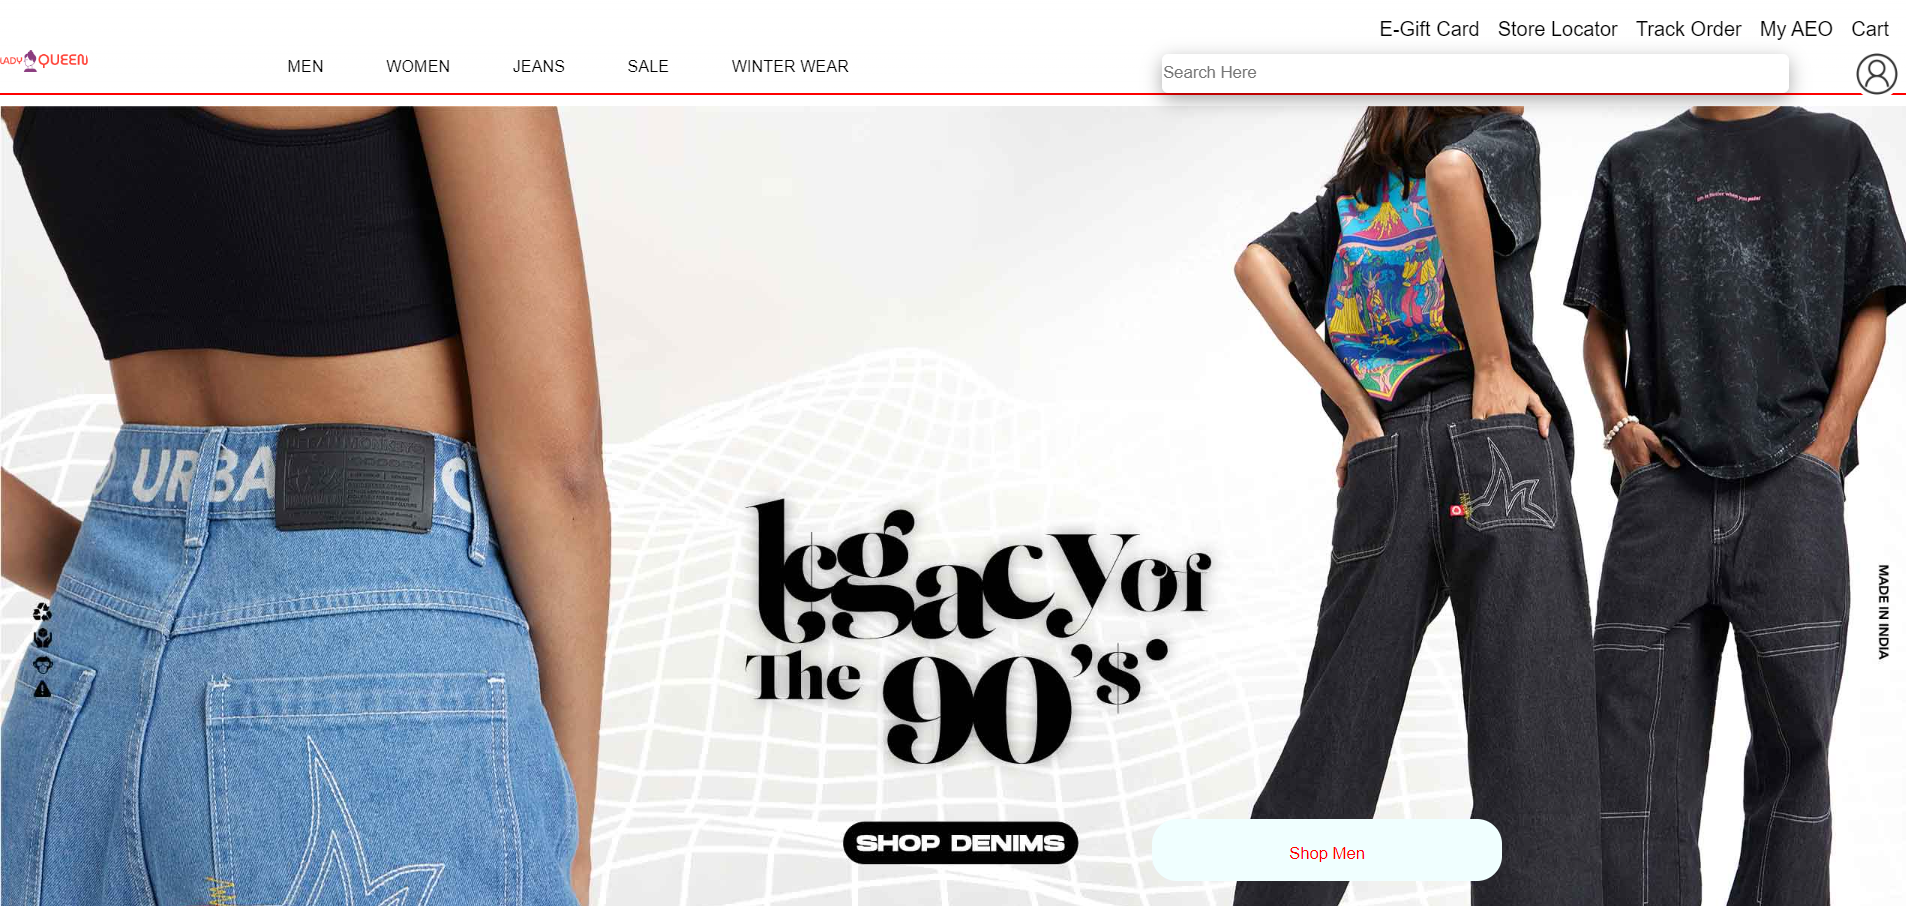 E-Gift Card Store Locator Track Order My AEO Cart
LADY QUEEN
MEN WOMEN JEANS SALE WINTER WEAR
Search Here
URBA
legacy of
The 90's
MADE IN INDIA
SHOP DENIMS
Shop Men